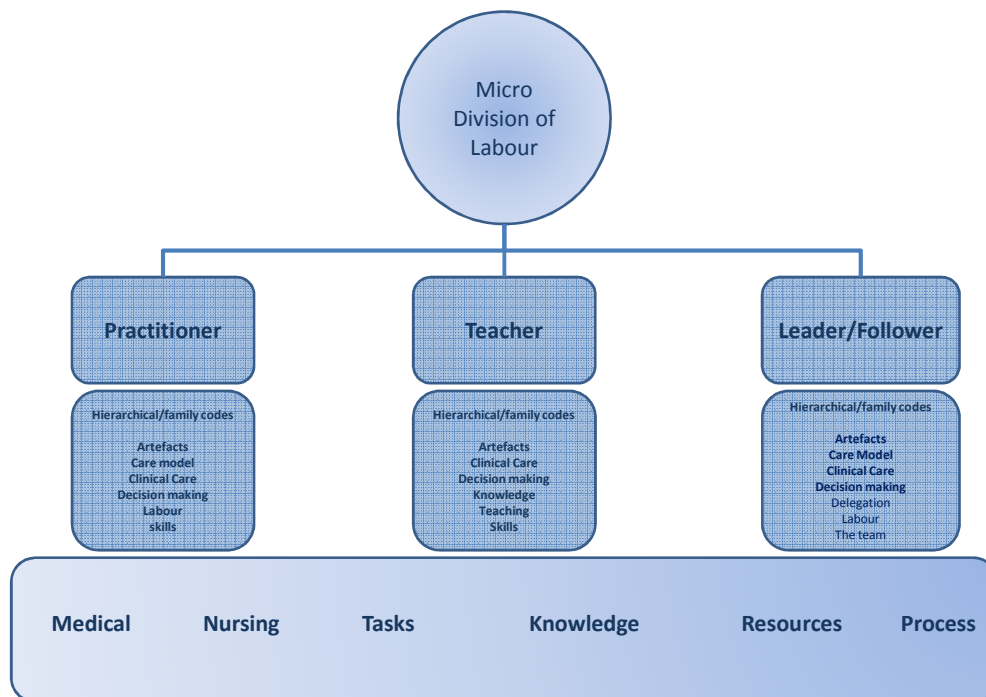 Micro
Division of
Labour
Practitioner
Teacher
Leader/Follower
Hierarchical/family codes
Artefacts
Care model
Clinical Care
Decision making
Labour
skills
Hierarchical/family codes
Artefacts
Clinical Care
Decision making
Knowledge
Teaching
Skills
Hierarchical/family codes
Artefacts
Care Model
Clinical Care
Decision making
Delegation
Labour
The team
Medical Nursing Tasks Knowledge Resources Process